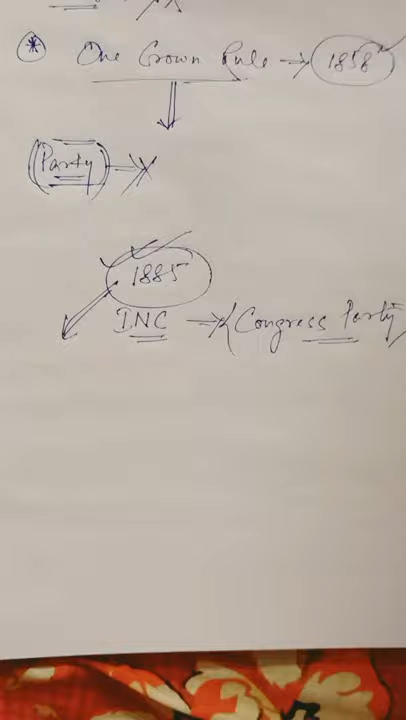 One Crown Rule → 1858
(Party) → X
1885
INC → (Congress Party